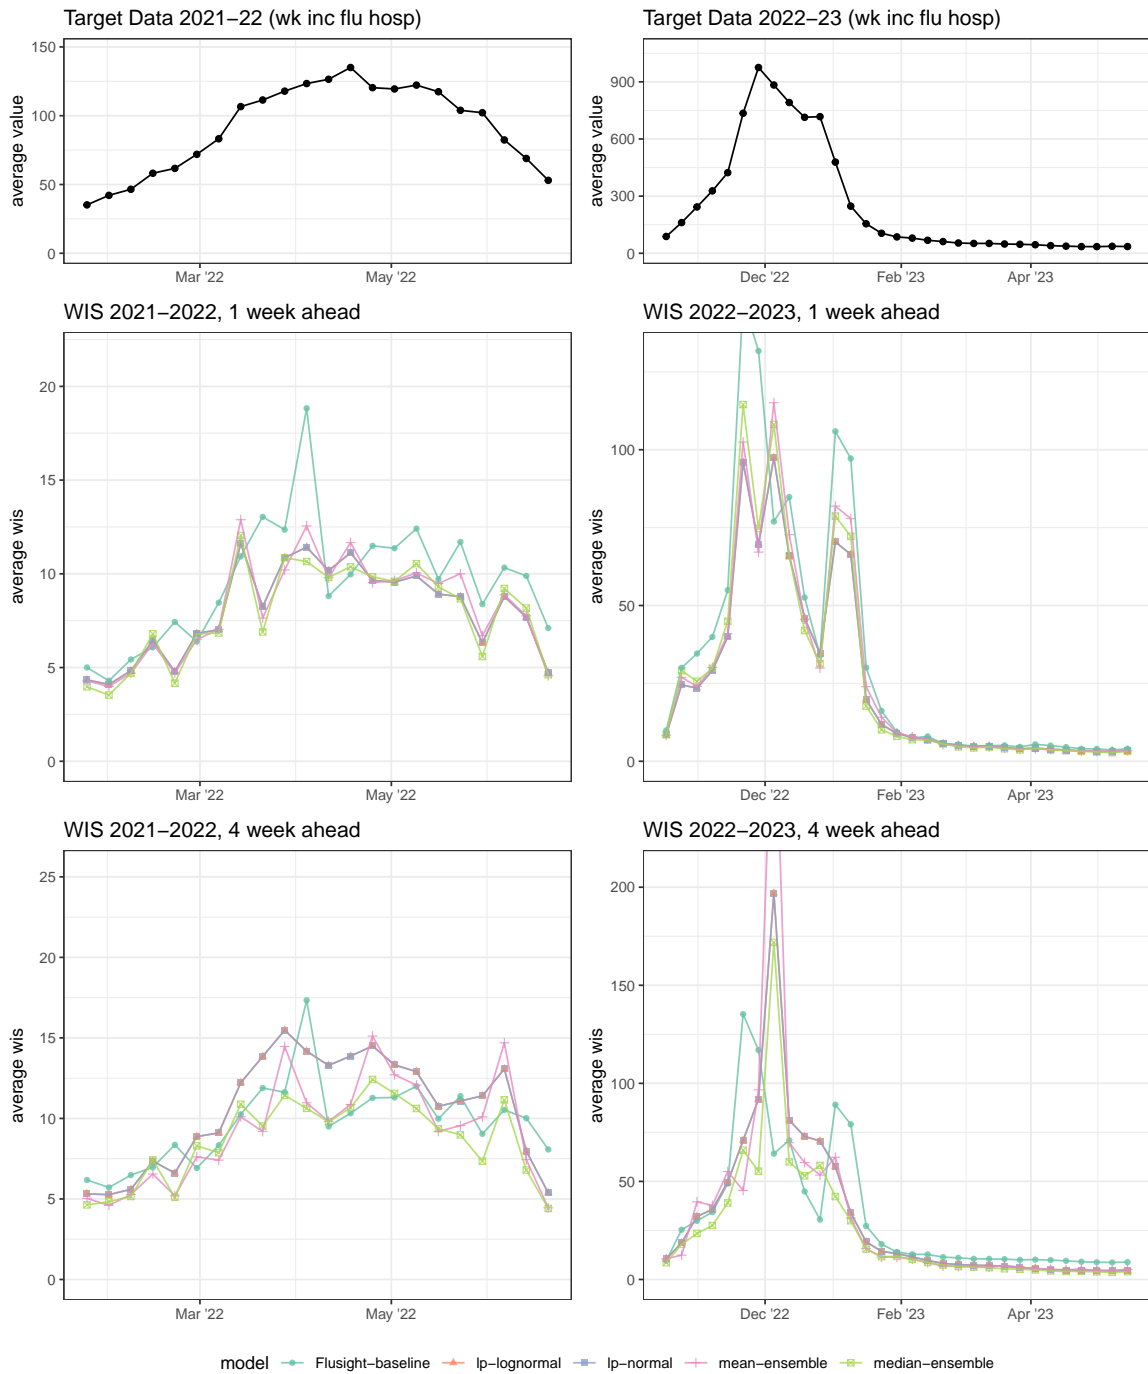 Target Data 2021−22 (wk inc flu hosp)
average value
150
100
50
0
Mar '22
May '22
Target Data 2022−23 (wk inc flu hosp)
average value
900
600
300
0
Dec '22
Feb '23
Apr '23
WIS 2021−2022, 1 week ahead
average wis
20
15
10
5
0
Mar '22
May '22
WIS 2022−2023, 1 week ahead
average wis
100
50
0
Dec '22
Feb '23
Apr '23
WIS 2021−2022, 4 week ahead
average wis
25
20
15
10
5
0
Mar '22
May '22
WIS 2022−2023, 4 week ahead
average wis
200
150
100
50
0
Dec '22
Feb '23
Apr '23
model Flusight−baseline lp−lognormal lp−normal mean−ensemble median−ensemble